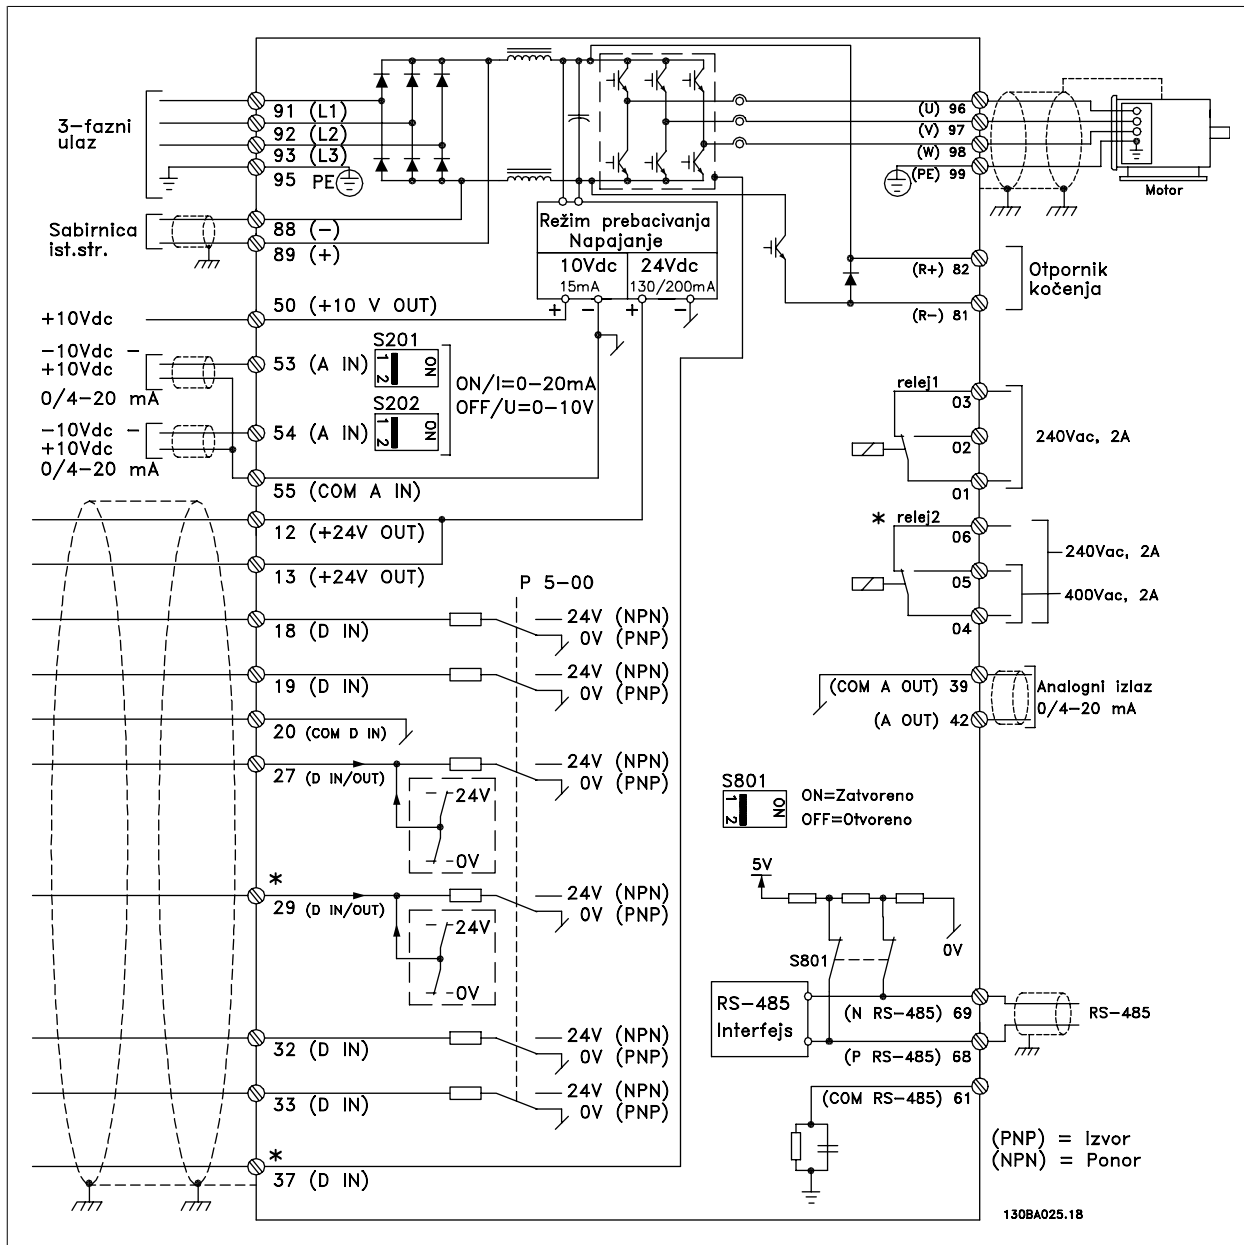 3-fazni
ulaz
91 (L1)
92 (L2)
93 (L3)
95 PE
Sabirnica
ist.str.
88 (-)
89 (+)
+10Vdc
50 (+10 V OUT)
-10Vdc -
+10Vdc
0/4-20 mA
53 (A IN)
S201
1 2 ON
ON/I=0-20mA
OFF/U=0-10V
S202
1 2 ON
-10Vdc -
+10Vdc
0/4-20 mA
54 (A IN)
55 (COM A IN)
12 (+24V OUT)
13 (+24V OUT)
P 5-00
18 (D IN)
24V (NPN)
0V (PNP)
19 (D IN)
24V (NPN)
0V (PNP)
20 (COM D IN)
27 (D IN/OUT)
24V (NPN)
0V (PNP)
24V
0V
*
29 (D IN/OUT)
24V (NPN)
0V (PNP)
24V
0V
32 (D IN)
24V (NPN)
0V (PNP)
33 (D IN)
24V (NPN)
0V (PNP)
*
37 (D IN)
Režim prebacivanja
Napajanje
10Vdc
15mA
24Vdc
130/200mA
+ - + -
(U) 96
(V) 97
(W) 98
(PE) 99
Motor
(R+) 82
(R-) 81
Otpornik
kočenja
relej1
03
02
01
240Vac, 2A
* relej2
06
05
04
240Vac, 2A
400Vac, 2A
(COM A OUT) 39
(A OUT) 42
Analogni izlaz
0/4-20 mA
S801
1 2 ON
ON=Zatvoreno
OFF=Otvoreno
5V
0V
S801
RS-485
Interfejs
(N RS-485) 69
(P RS-485) 68
RS-485
(COM RS-485) 61
(PNP) = Izvor
(NPN) = Ponor
130BA025.18